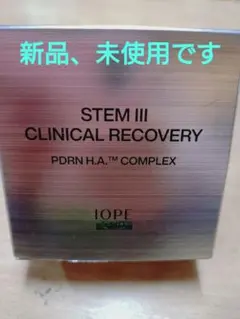 新品、未使用です
STEM III
CLINICAL RECOVERY
PDRN H.A.™ COMPLEX
IOPE